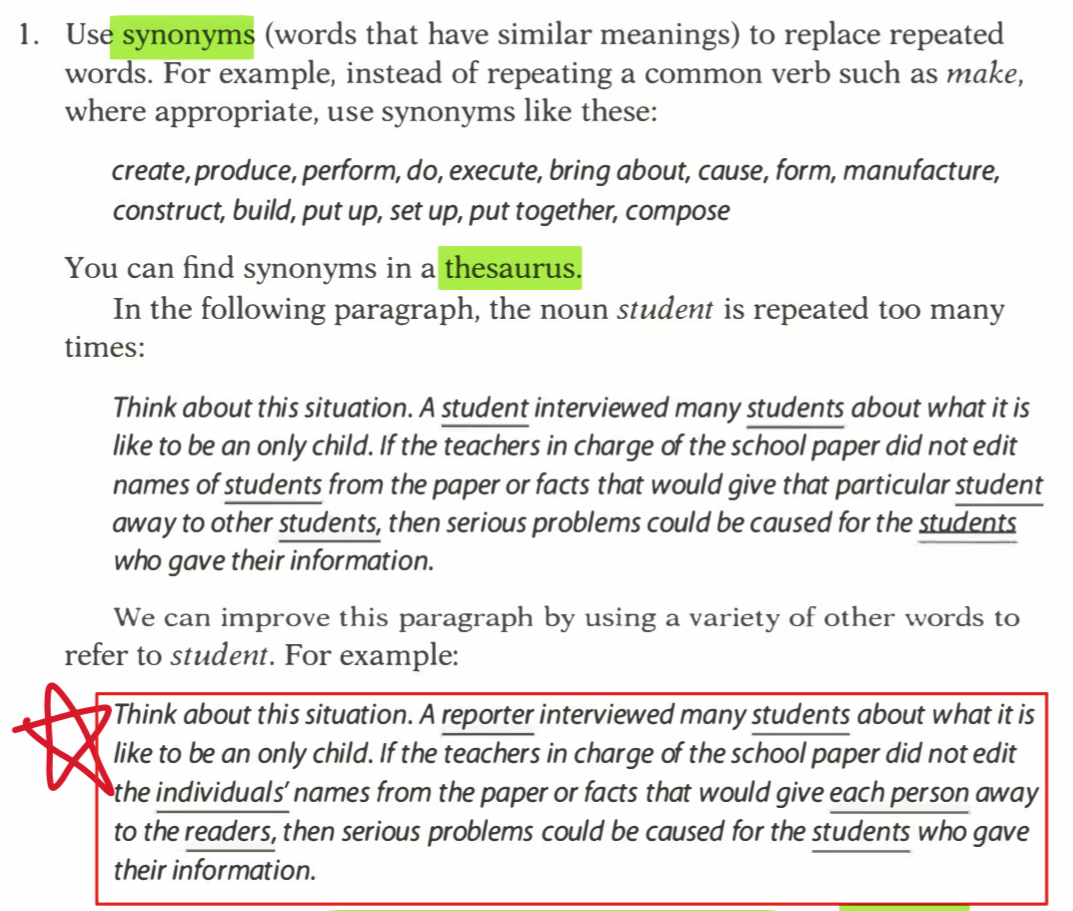 1. Use synonyms (words that have similar meanings) to replace repeated
words. For example, instead of repeating a common verb such as make,
where appropriate, use synonyms like these:
create, produce, perform, do, execute, bring about, cause, form, manufacture,
construct, build, put up, set up, put together, compose
You can find synonyms in a thesaurus.
In the following paragraph, the noun student is repeated too many
times:
Think about this situation. A student interviewed many students about what it is
like to be an only child. If the teachers in charge of the school paper did not edit
names of students from the paper or facts that would give that particular student
away to other students, then serious problems could be caused for the students
who gave their information.
We can improve this paragraph by using a variety of other words to
refer to student. For example:
Think about this situation. A reporter interviewed many students about what it is
like to be an only child. If the teachers in charge of the school paper did not edit
the individuals' names from the paper or facts that would give each person away
to the readers, then serious problems could be caused for the students who gave
their information.